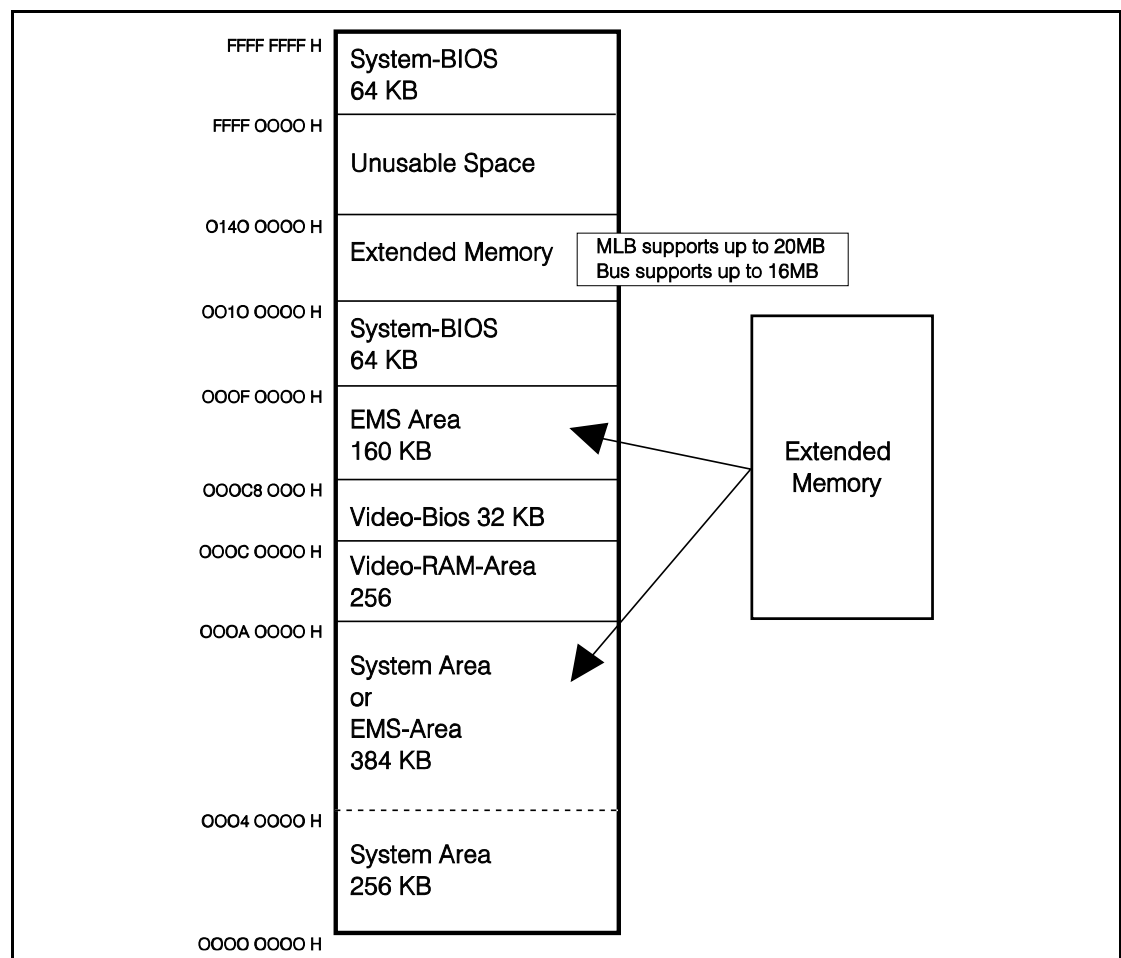 FFFF FFFF H
System-BIOS
64 KB
FFFF OOOO H
Unusable Space
O14O OOOO H
Extended Memory
MLB supports up to 20MB
Bus supports up to 16MB
OO1O OOOO H
System-BIOS
64 KB
OOOF OOOO H
EMS Area
160 KB
Extended
Memory
OOOC8 OOO H
Video-Bios 32 KB
OOOC OOOO H
Video-RAM-Area
256
OOOA OOOO H
System Area
or
EMS-Area
384 KB
OOO4 OOOO H
System Area
256 KB
OOOO OOOO H